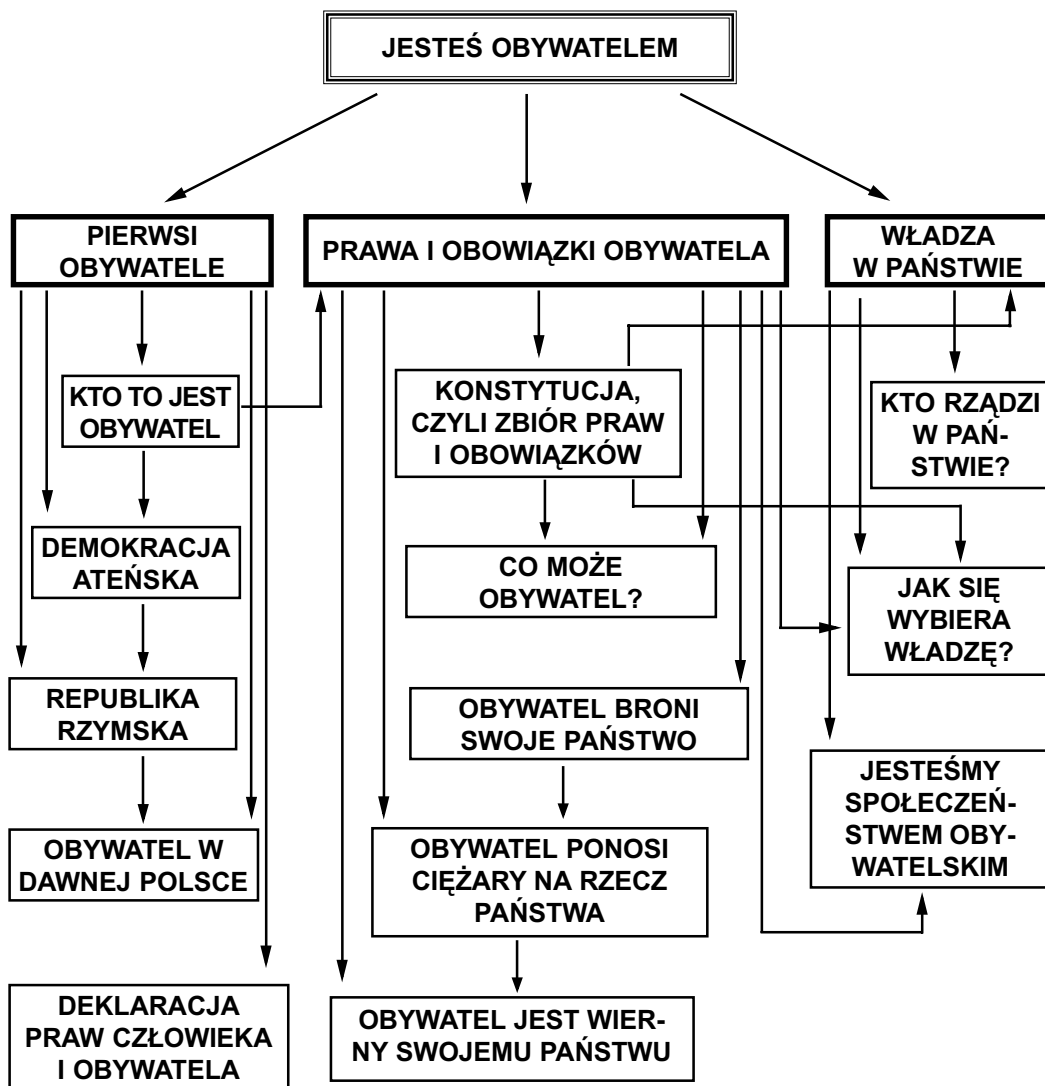 JESTEŚ OBYWATELEM
PIERWSI
OBYWATELE
PRAWA I OBOWIĄZKI OBYWATELA
WŁADZA
W PAŃSTWIE
KTO TO JEST
OBYWATEL
KONSTYTUCJA,
CZYLI ZBIÓR PRAW
I OBOWIĄZKÓW
KTO RZĄDZI
W PAŃ-
STWIE?
DEMOKRACJA
ATEŃSKA
CO MOŻE
OBYWATEL?
JAK SIĘ
WYBIERA
WŁADZĘ?
REPUBLIKA
RZYMSKA
OBYWATEL BRONI
SWOJE PAŃSTWO
JESTEŚMY
SPOŁECZEŃ-
STWEM OBY-
WATELSKIM
OBYWATEL W
DAWNEJ POLSCE
OBYWATEL PONOSI
CIĘŻARY NA RZECZ
PAŃSTWA
DEKLARACJA
PRAW CZŁOWIEKA
I OBYWATELA
OBYWATEL JEST WIER-
NY SWOJEMU PAŃSTWU